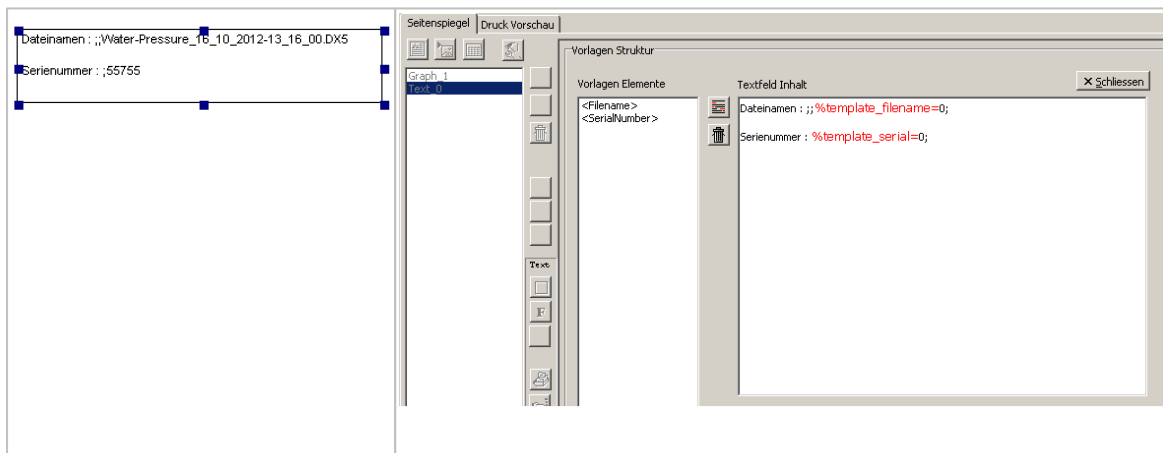 Dateinamen : ;;Water-Pressure_16_10_2012-13_16_00.DX5
Serienummer : ;55755
Seitenspiegel
Druck Vorschau
Graph_1
Text_0
Text
F
Vorlagen Struktur
Vorlagen Elemente
<Filename>
<SerialNumber>
Textfeld Inhalt
Schliessen
Dateinamen : ;; %template_filename=0;
Serienummer : %template_serial=0;